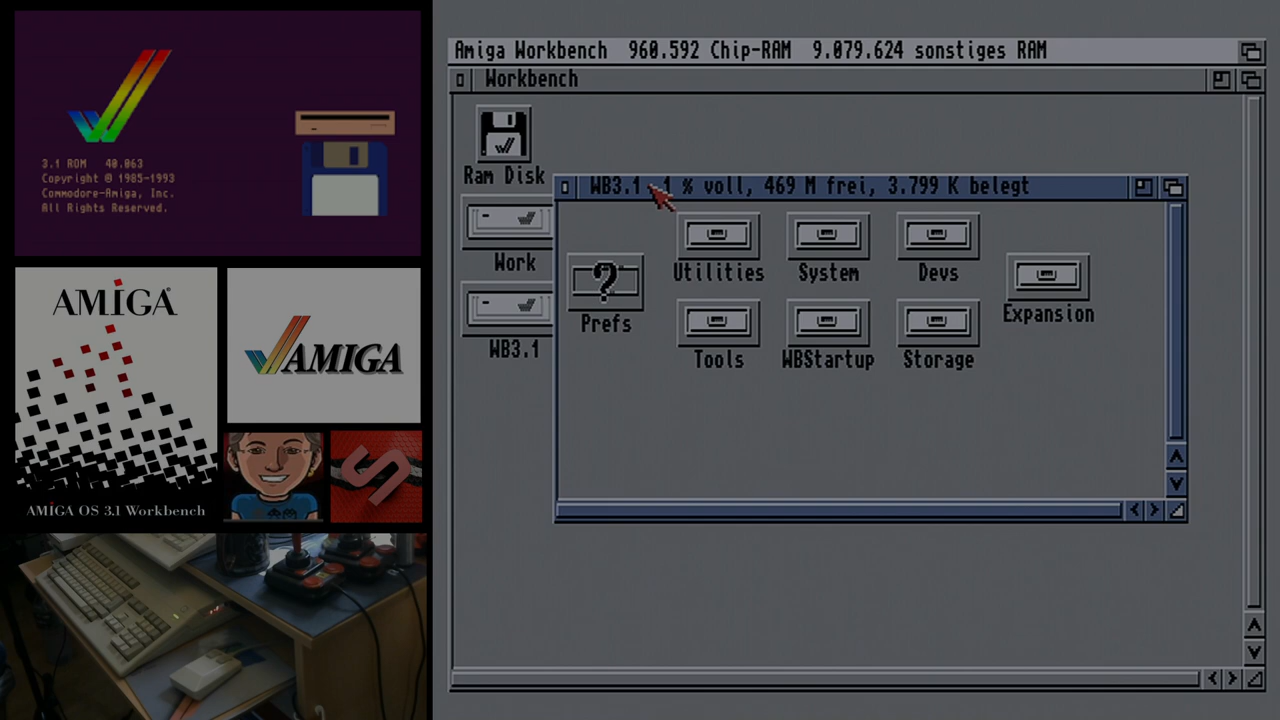 3.1 ROM 40.063
Copyright © 1985-1993
Commodore-Amiga, Inc.
All Rights Reserved.
AMIGA
AMIGA OS 3.1 Workbench
AMIGA
S
Amiga Workbench 960.592 Chip-RAM 9.079.624 sonstiges RAM
Workbench
Ram Disk
Work
WB3.1
WB3.1 1 % voll, 469 M frei, 3.799 K belegt
Prefs
Utilities
System
Devs
Expansion
Tools
WBStartup
Storage